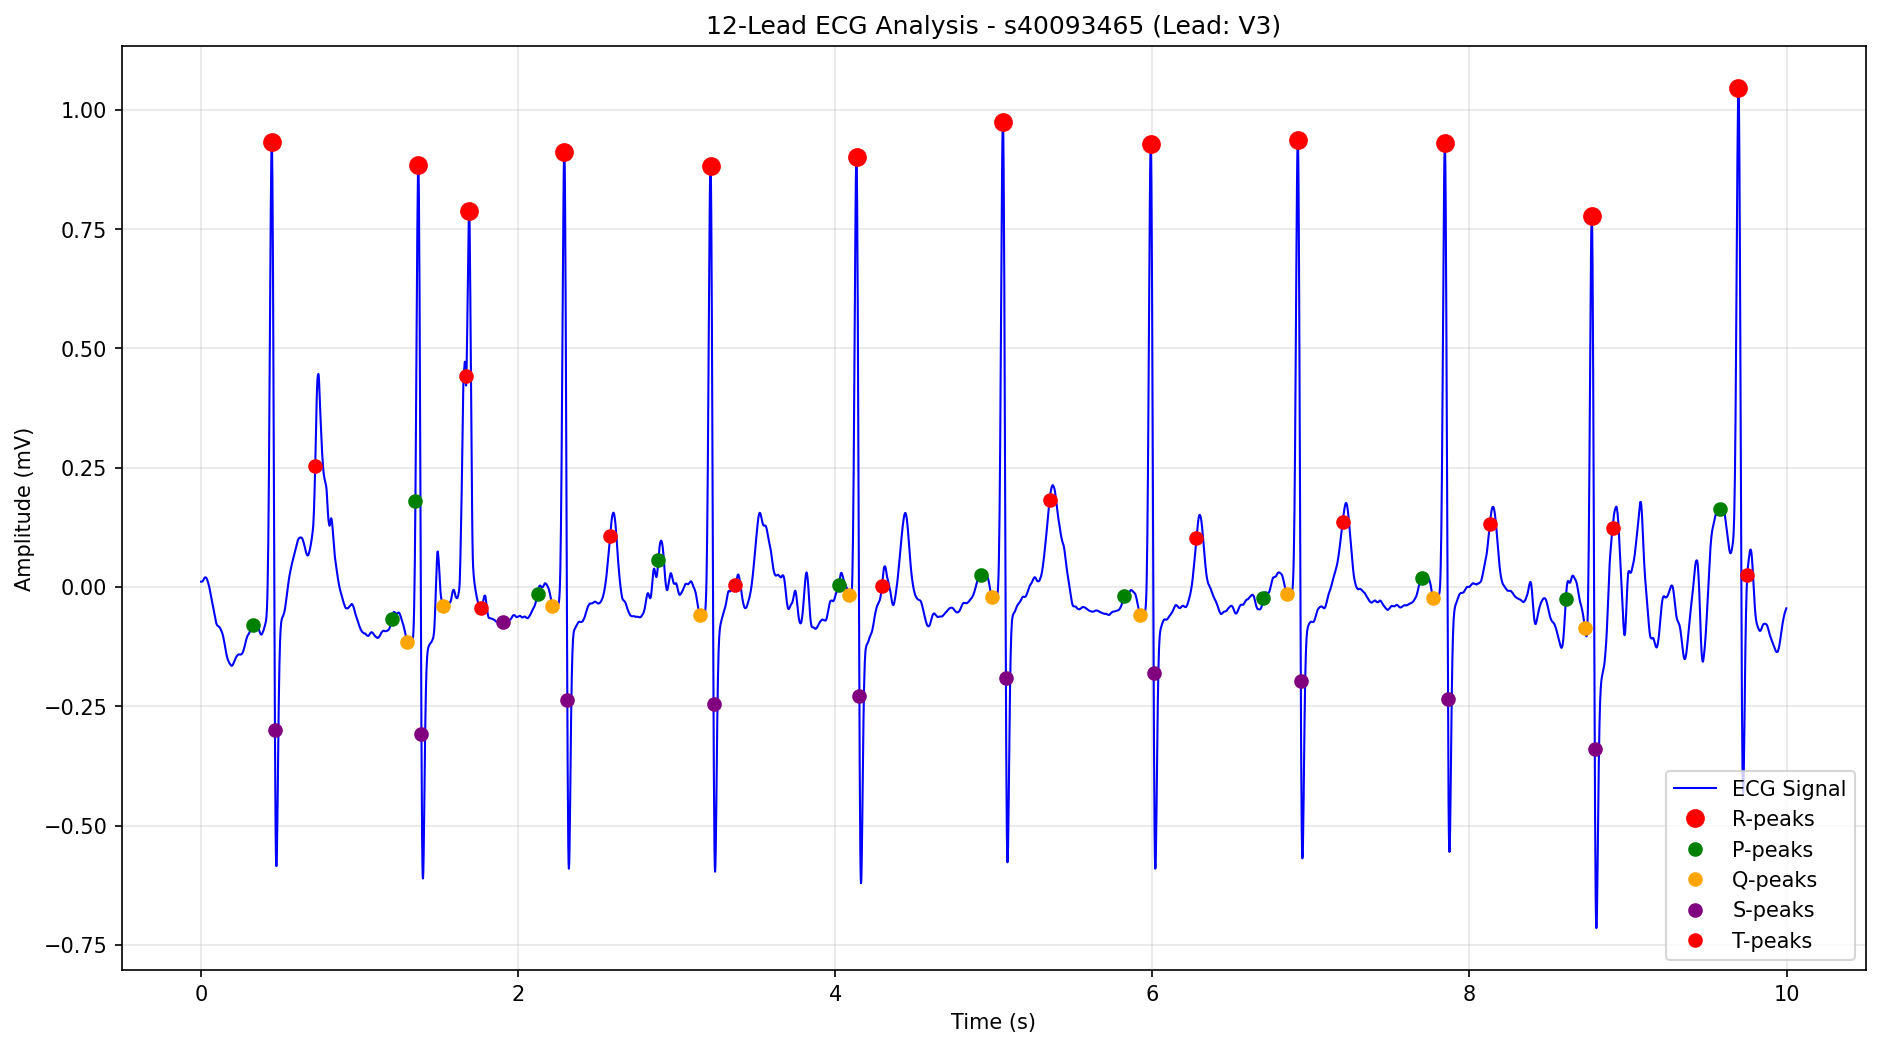 12-Lead ECG Analysis - s40093465 (Lead: V3)
1.00
0.75
0.50
0.25
0.00
−0.25
−0.50
−0.75
Amplitude (mV)
0 2 4 6 8 10
Time (s)
ECG Signal
R-peaks
P-peaks
Q-peaks
S-peaks
T-peaks